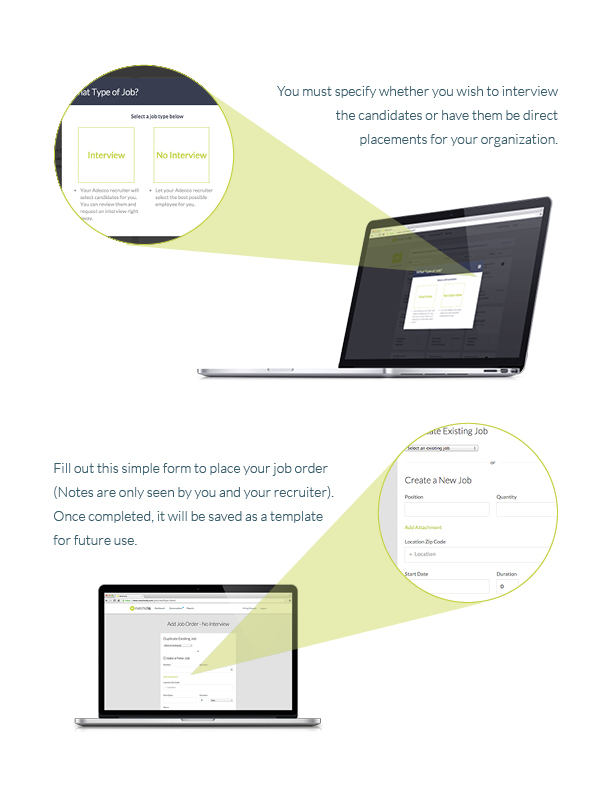 hat Type of Job?
Select a job type below
Interview
No Interview
Your Adecco recruiter will
select candidates for you.
You can review them and
request an interview right
away.
Let your Adecco recruiter
select the best possible
employee for you.
You must specify whether you wish to interview
the candidates or have them be direct
placements for your organization.
What Type of Job?
Fill out this simple form to place your job order
(Notes are only seen by you and your recruiter).
Once completed, it will be saved as a template
for future use.
ate Existing Job
Select an existing job
or
Create a New Job
Position
Quantity
Add Attachment
Location Zip Code
Location
Start Date
Duration
0
Add Job Order - No Interview
Duplicate Existing Job
Create a New Job